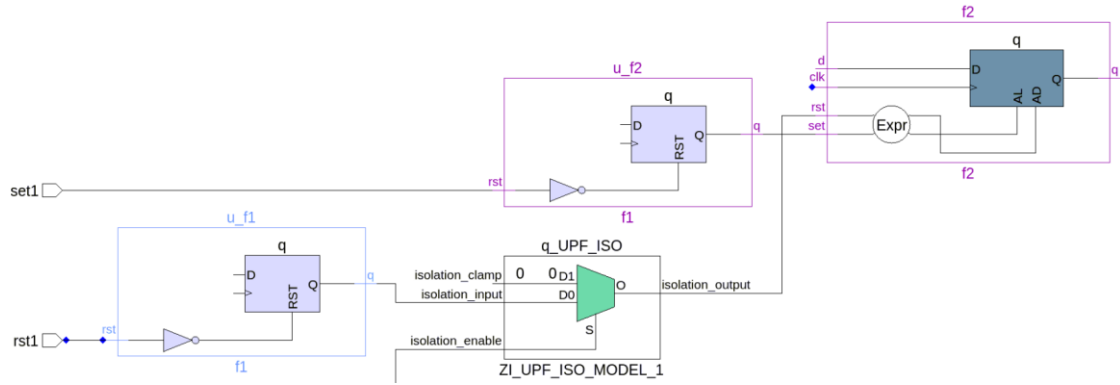 f2
q
d
D
Q
q
clk
AL
AD
rst
Expr
set
f2
u_f2
q
D
Q
q
RST
set1
rst
f1
u_f1
q
D
Q
q
RST
rst1
rst
f1
q_UPF_ISO
isolation_clamp
0
0
D1
isolation_input
D0
O
isolation_output
S
isolation_enable
ZI_UPF_ISO_MODEL_1